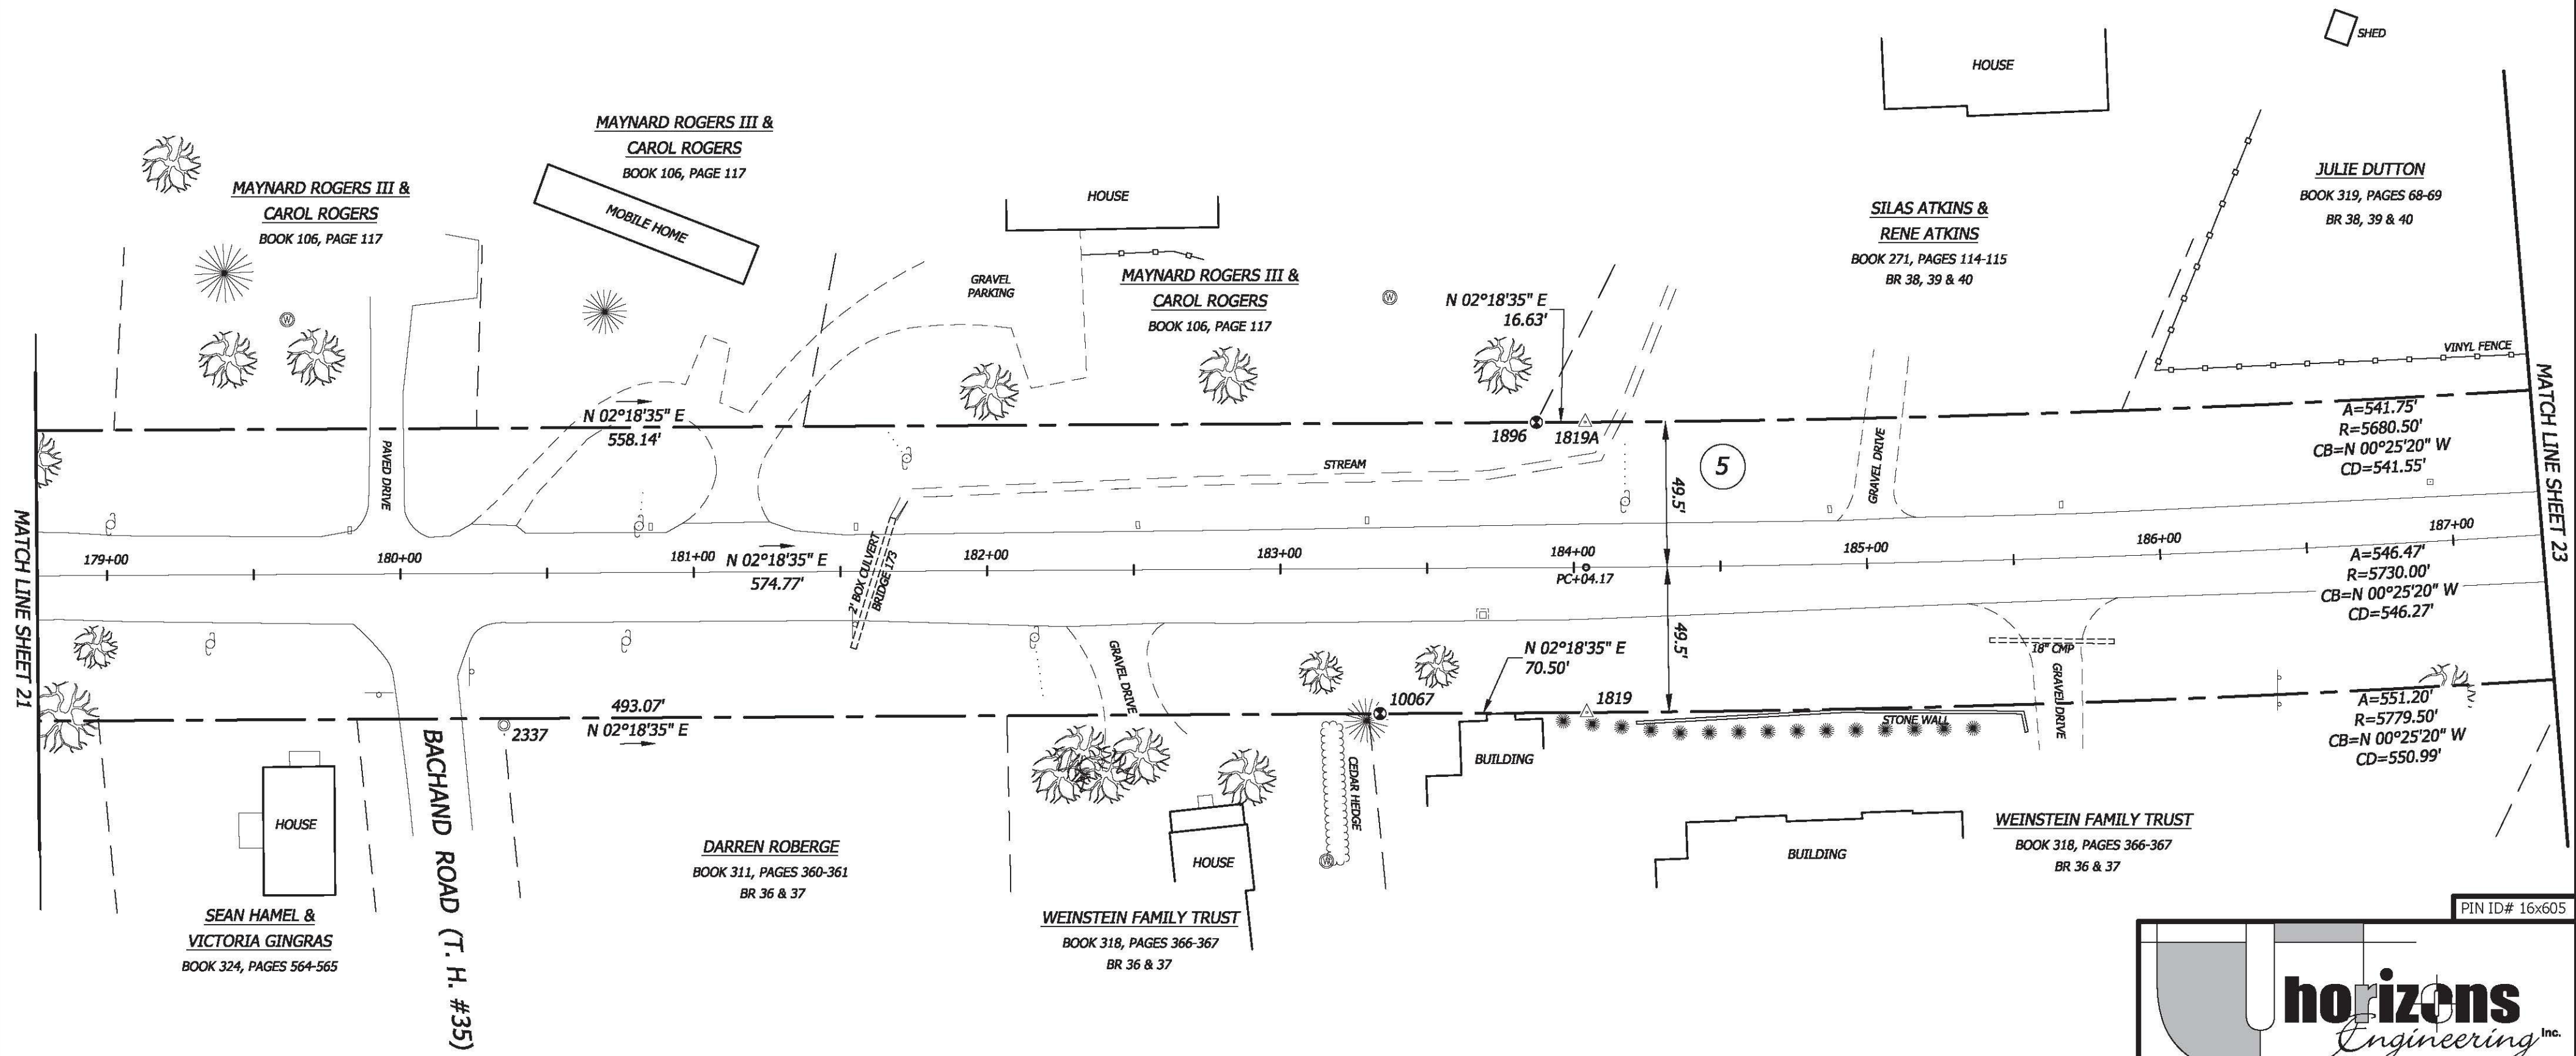 SHED
HOUSE
MAYNARD ROGERS III &
CAROL ROGERS
BOOK 106, PAGE 117
MOBILE HOME
MAYNARD ROGERS III &
CAROL ROGERS
BOOK 106, PAGE 117
HOUSE
GRAVEL
PARKING
MAYNARD ROGERS III &
CAROL ROGERS
BOOK 106, PAGE 117
W
W
N 02°18'35" E
16.63'
SILAS ATKINS &
RENE ATKINS
BOOK 271, PAGES 114-115
BR 38, 39 & 40
JULIE DUTTON
BOOK 319, PAGES 68-69
BR 38, 39 & 40
VINYL FENCE
N 02°18'35" E
558.14'
PAVED DRIVE
1896
1819A
STREAM
5
49.5'
GRAVEL DRIVE
A=541.75'
R=5680.50'
CB=N 00°25'20" W
CD=541.55'
MATCH LINE SHEET 21
MATCH LINE SHEET 23
179+00
180+00
181+00
182+00
183+00
184+00
185+00
186+00
187+00
N 02°18'35" E
574.77'
2' BOX CULVERT
BRIDGE 173
PC+04.17
A=546.47'
R=5730.00'
CB=N 00°25'20" W
CD=546.27'
49.5'
N 02°18'35" E
70.50'
GRAVEL DRIVE
18" CMP
GRAVEL DRIVE
10067
1819
493.07'
N 02°18'35" E
2337
STONE WALL
A=551.20'
R=5779.50'
CB=N 00°25'20" W
CD=550.99'
BUILDING
CEDAR HEDGE
W
HOUSE
BACHAND ROAD (T. H. #35)
HOUSE
BUILDING
DARREN ROBERGE
BOOK 311, PAGES 360-361
BR 36 & 37
WEINSTEIN FAMILY TRUST
BOOK 318, PAGES 366-367
BR 36 & 37
SEAN HAMEL &
VICTORIA GINGRAS
BOOK 324, PAGES 564-565
WEINSTEIN FAMILY TRUST
BOOK 318, PAGES 366-367
BR 36 & 37
PIN ID# 16x605
horizons
Engineering Inc.